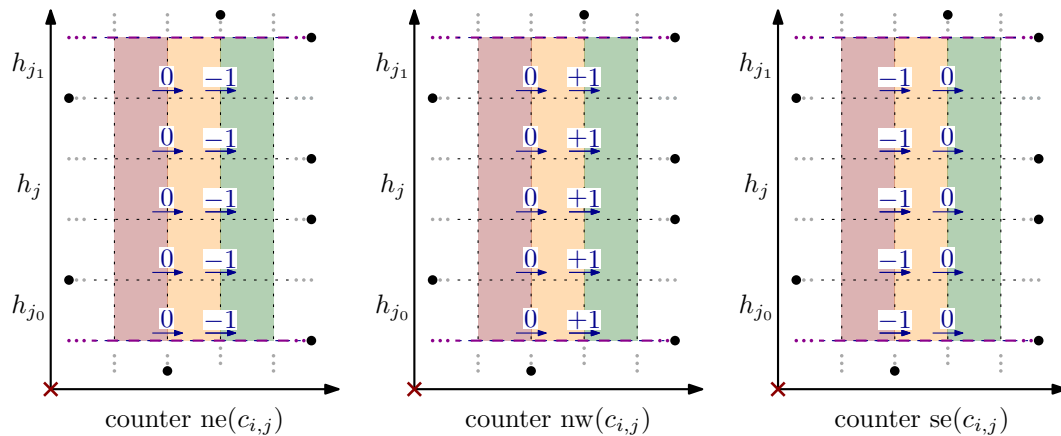 h_{j_1} 0 −1 h_{j_1} 0 +1 h_{j_1} −1 0
0 −1 0 +1 −1 0
h_j 0 −1 h_j 0 +1 h_j −1 0
0 −1 0 +1 −1 0
h_{j_0} 0 −1 h_{j_0} 0 +1 h_{j_0} −1 0
counter ne(c_{i,j}) counter nw(c_{i,j}) counter se(c_{i,j})